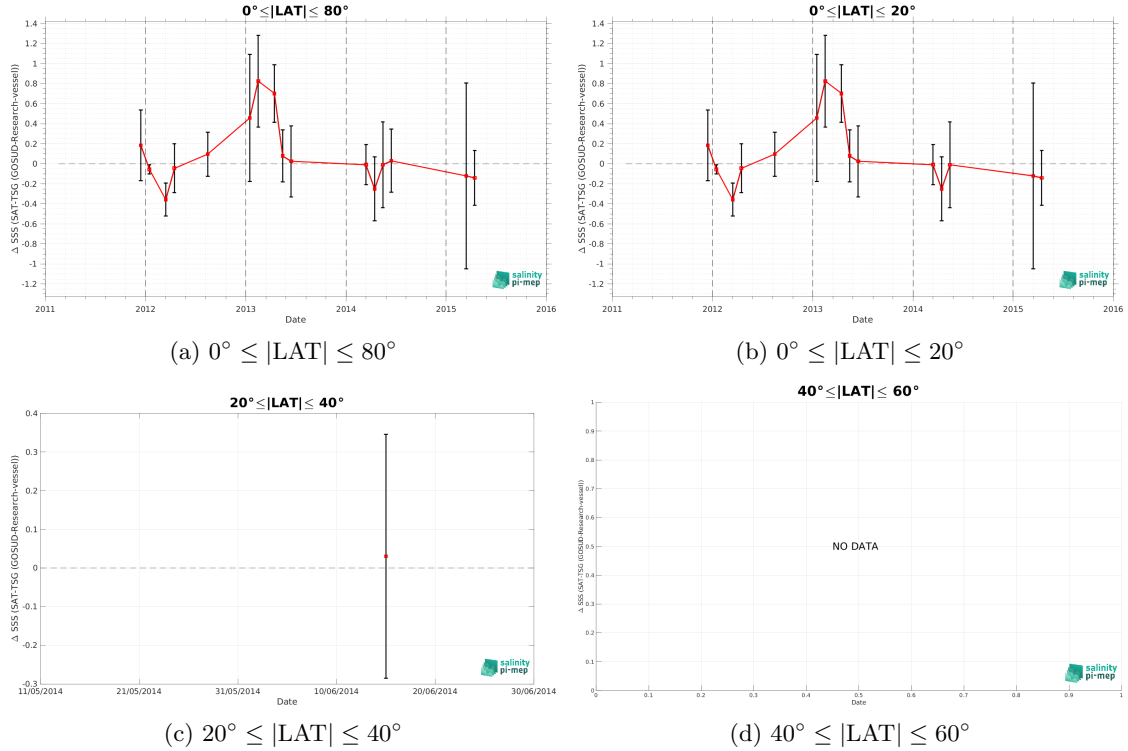 0°≤|LAT|≤ 80°
Δ SSS (SAT-TSG (GOSUD-Research-vessel))
1.4
1.2
1
0.8
0.6
0.4
0.2
0
-0.2
-0.4
-0.6
-0.8
-1
-1.2
2011 2012 2013 2014 2015 2016
Date
salinity
pi-mep
(a) 0° ≤ |LAT| ≤ 80°
0°≤|LAT|≤ 20°
Δ SSS (SAT-TSG (GOSUD-Research-vessel))
1.4
1.2
1
0.8
0.6
0.4
0.2
0
-0.2
-0.4
-0.6
-0.8
-1
-1.2
2011 2012 2013 2014 2015 2016
Date
salinity
pi-mep
(b) 0° ≤ |LAT| ≤ 20°
20°≤|LAT|≤ 40°
Δ SSS (SAT-TSG (GOSUD-Research-vessel))
0.4
0.3
0.2
0.1
0
-0.1
-0.2
-0.3
11/05/2014 21/05/2014 31/05/2014 10/06/2014 20/06/2014 30/06/2014
Date
salinity
pi-mep
(c) 20° ≤ |LAT| ≤ 40°
40°≤|LAT|≤ 60°
Δ SSS (SAT-TSG (GOSUD-Research-vessel))
1
0.9
0.8
0.7
0.6
0.5
0.4
0.3
0.2
0.1
0
NO DATA
0 0.1 0.2 0.3 0.4 0.5 0.6 0.7 0.8 0.9 1
Date
salinity
pi-mep
(d) 40° ≤ |LAT| ≤ 60°